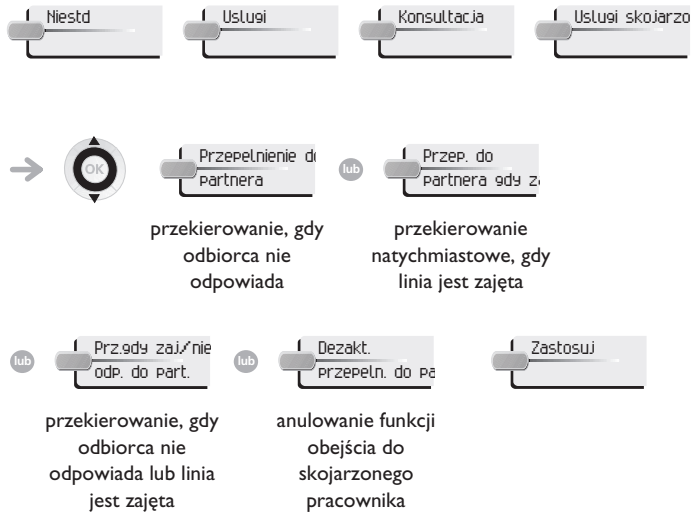 Niestd
Uslugi
Konsultacja
Uslugi skojarzo
OK
Przepelnienie do
partnera
lub
Przep. do
partnera gdy za
przekierowanie, gdy
odbiorca nie
odpowiada
przekierowanie
natychmiastowe, gdy
linia jest zajęta
lub
Prz.gdy zaj./nie
odp. do part.
lub
Dezakt.
przepeln. do pa
Zastosuj
przekierowanie, gdy
odbiorca nie
odpowiada lub linia
jest zajęta
anulowanie funkcji
obejścia do
skojarzonego
pracownika